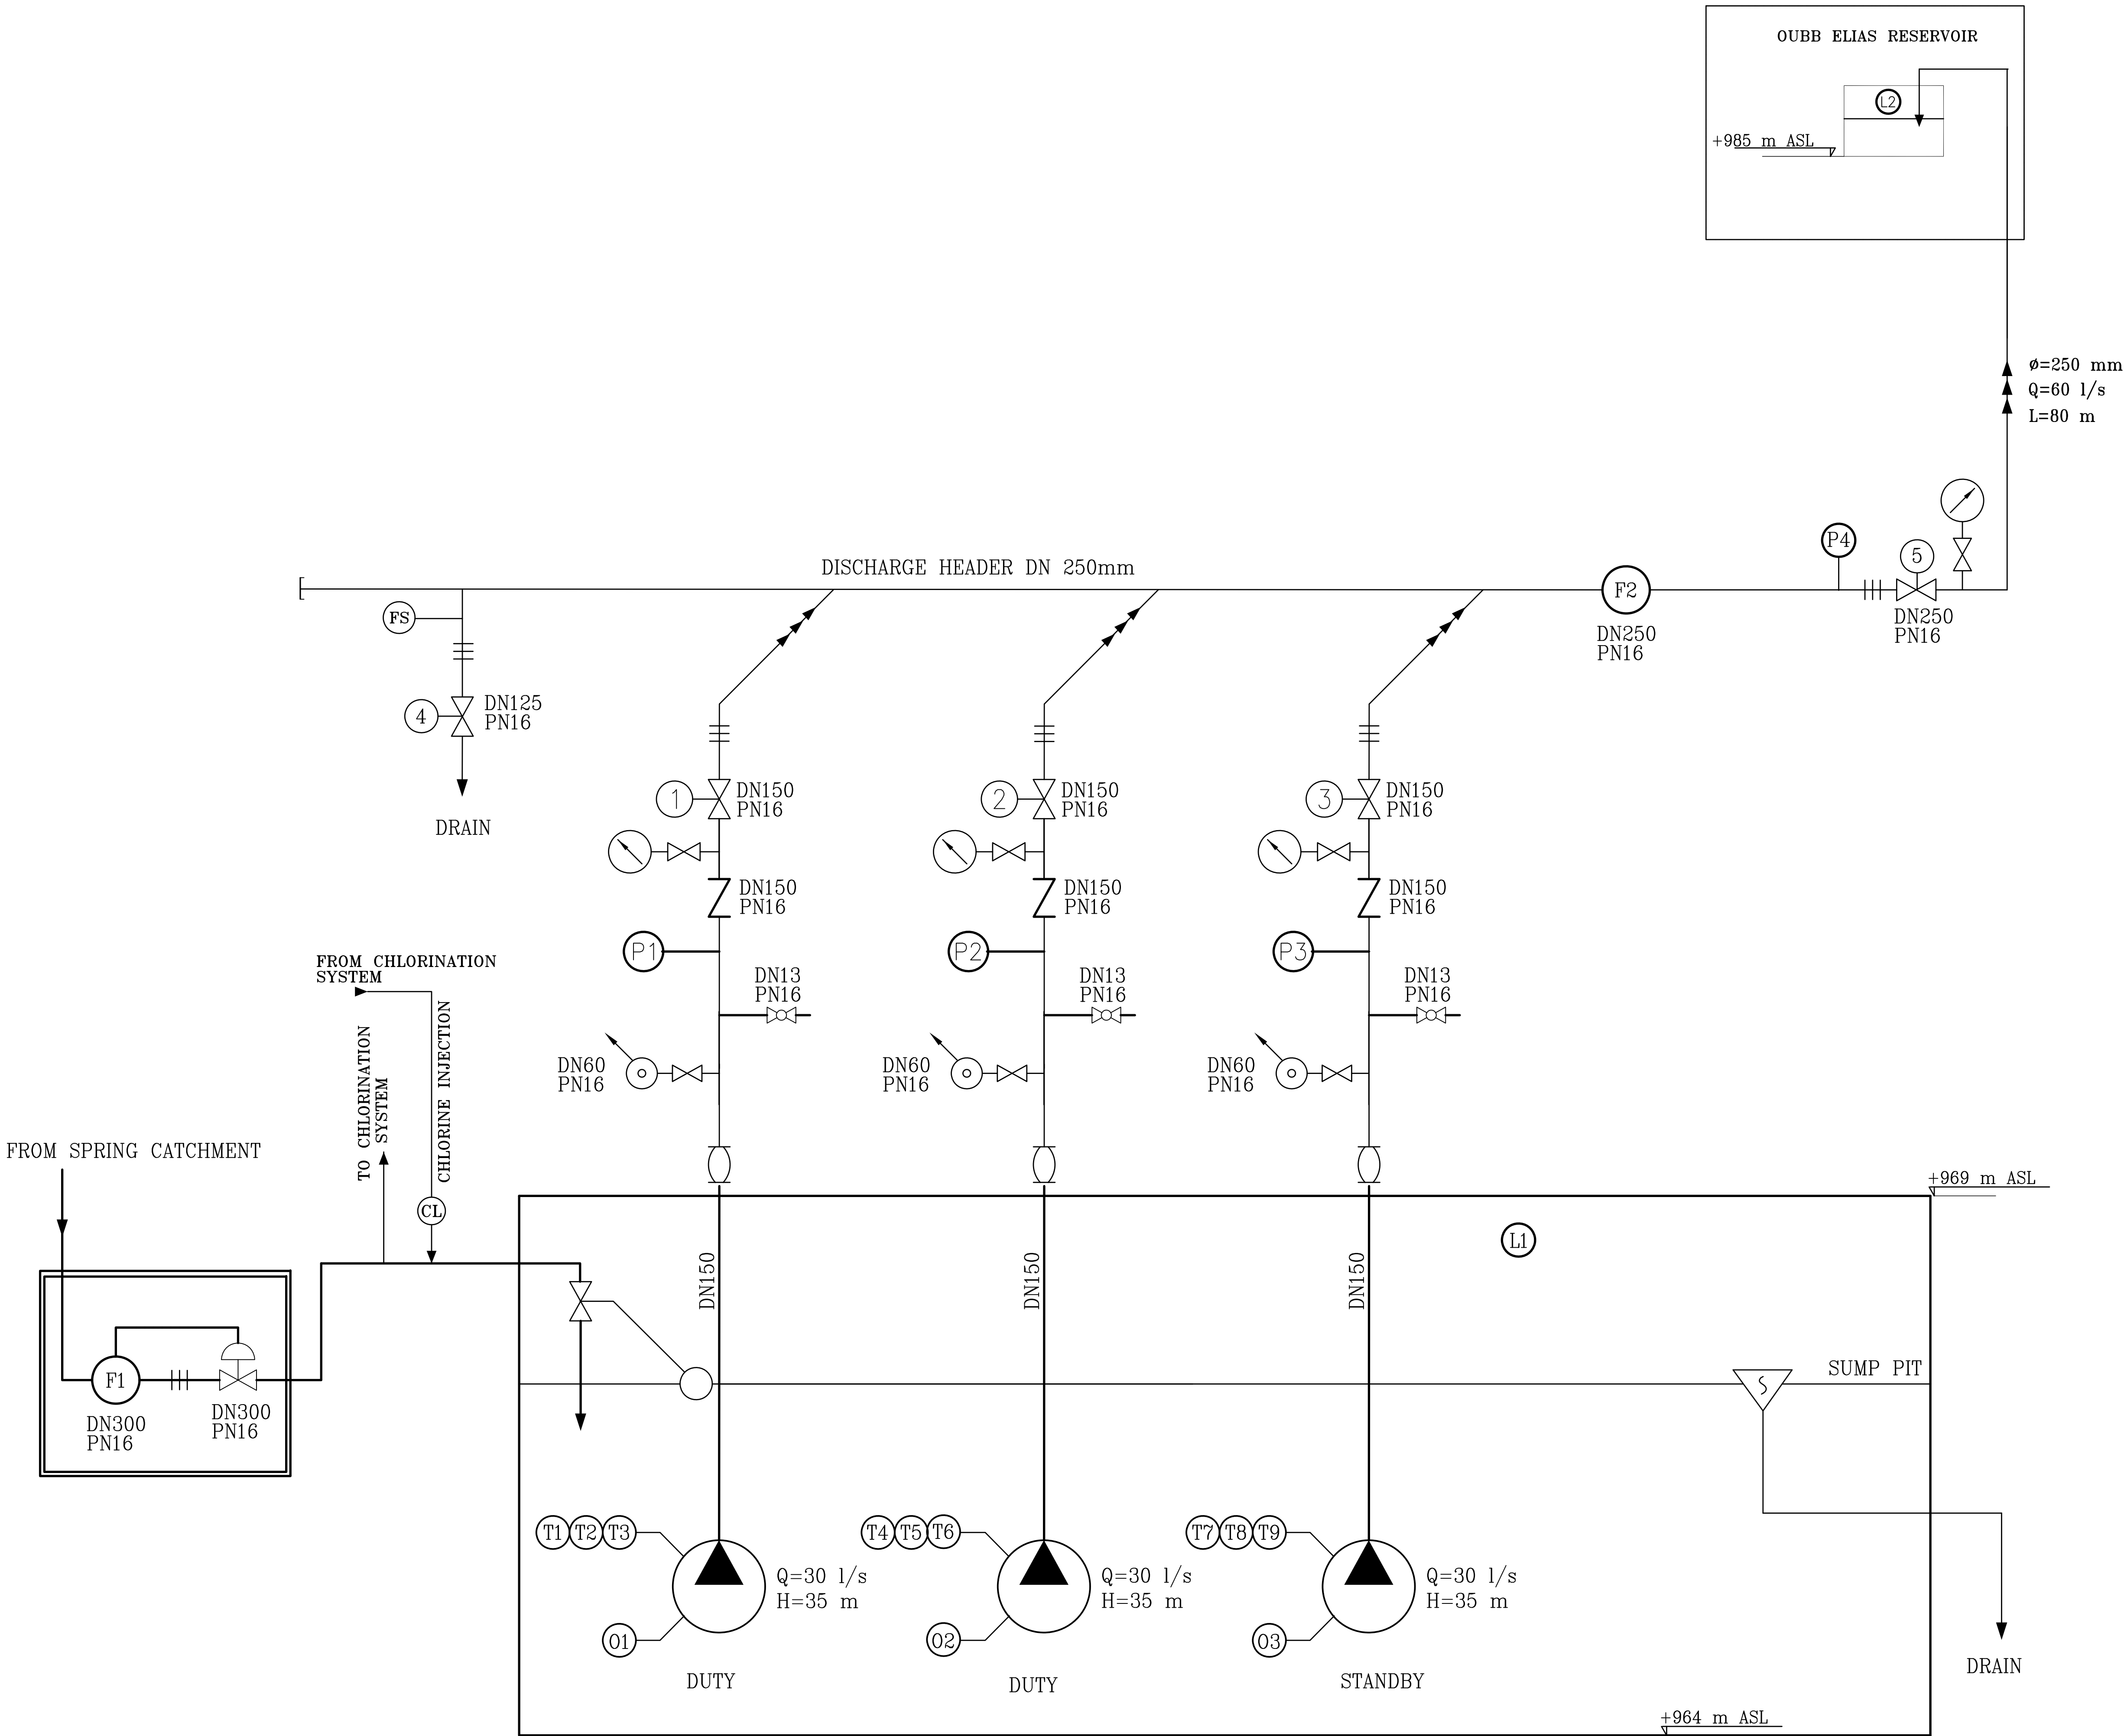 OUBB ELIAS RESERVOIR
L2
+985 m ASL
ø=250 mm
Q=60 l/s
L=80 m
DISCHARGE HEADER DN 250mm
P4
5
F2
DN250
PN16
DN250
PN16
FS
4
DN125
PN16
DRAIN
1
DN150
PN16
2
DN150
PN16
3
DN150
PN16
DN150
PN16
DN150
PN16
DN150
PN16
P1
P2
P3
DN13
PN16
DN13
PN16
DN13
PN16
DN60
PN16
DN60
PN16
DN60
PN16
FROM CHLORINATION
SYSTEM
TO CHLORINATION
SYSTEM
CHLORINE INJECTION
CL
FROM SPRING CATCHMENT
F1
DN300
PN16
DN300
PN16
+969 m ASL
L1
DN150
DN150
DN150
SUMP PIT
S
T1
T2
T3
T4
T5
T6
T7
T8
T9
Q=30 l/s
H=35 m
Q=30 l/s
H=35 m
Q=30 l/s
H=35 m
O1
O2
O3
DUTY
DUTY
STANDBY
DRAIN
+964 m ASL